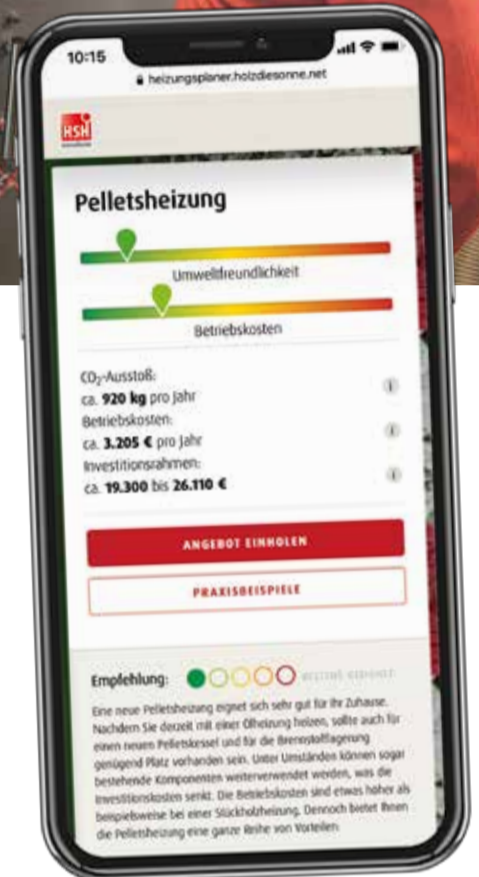 10:15
heizungsplaner.holzdiesonne.net
HSH
Pelletsheizung
Umweltfreundlichkeit
Betriebskosten
CO₂-Ausstoß:
ca. 920 kg pro Jahr
Betriebskosten:
ca. 3.205 € pro Jahr
Investitionsrahmen:
ca. 19.300 bis 26.110 €
ANGEBOT EINHOLEN
PRAXISBEISPIELE
Empfehlung:
Eine neue Pelletsheizung eignet sich sehr gut für Ihr Zuhause.
Nachdem Sie derzeit mit einer Ölheizung heizen, sollte auch für
einen neuen Pelletskessel und für die Brennstofflagerung
genügend Platz vorhanden sein. Unter Umständen können sogar
bestehende Komponenten weiterverwendet werden, was die
Investitionskosten senkt. Die Betriebskosten sind etwas höher als
beispielsweise bei einer Stückholzheizung. Dennoch bietet Ihnen
die Pelletsheizung eine ganze Reihe von Vorteilen: